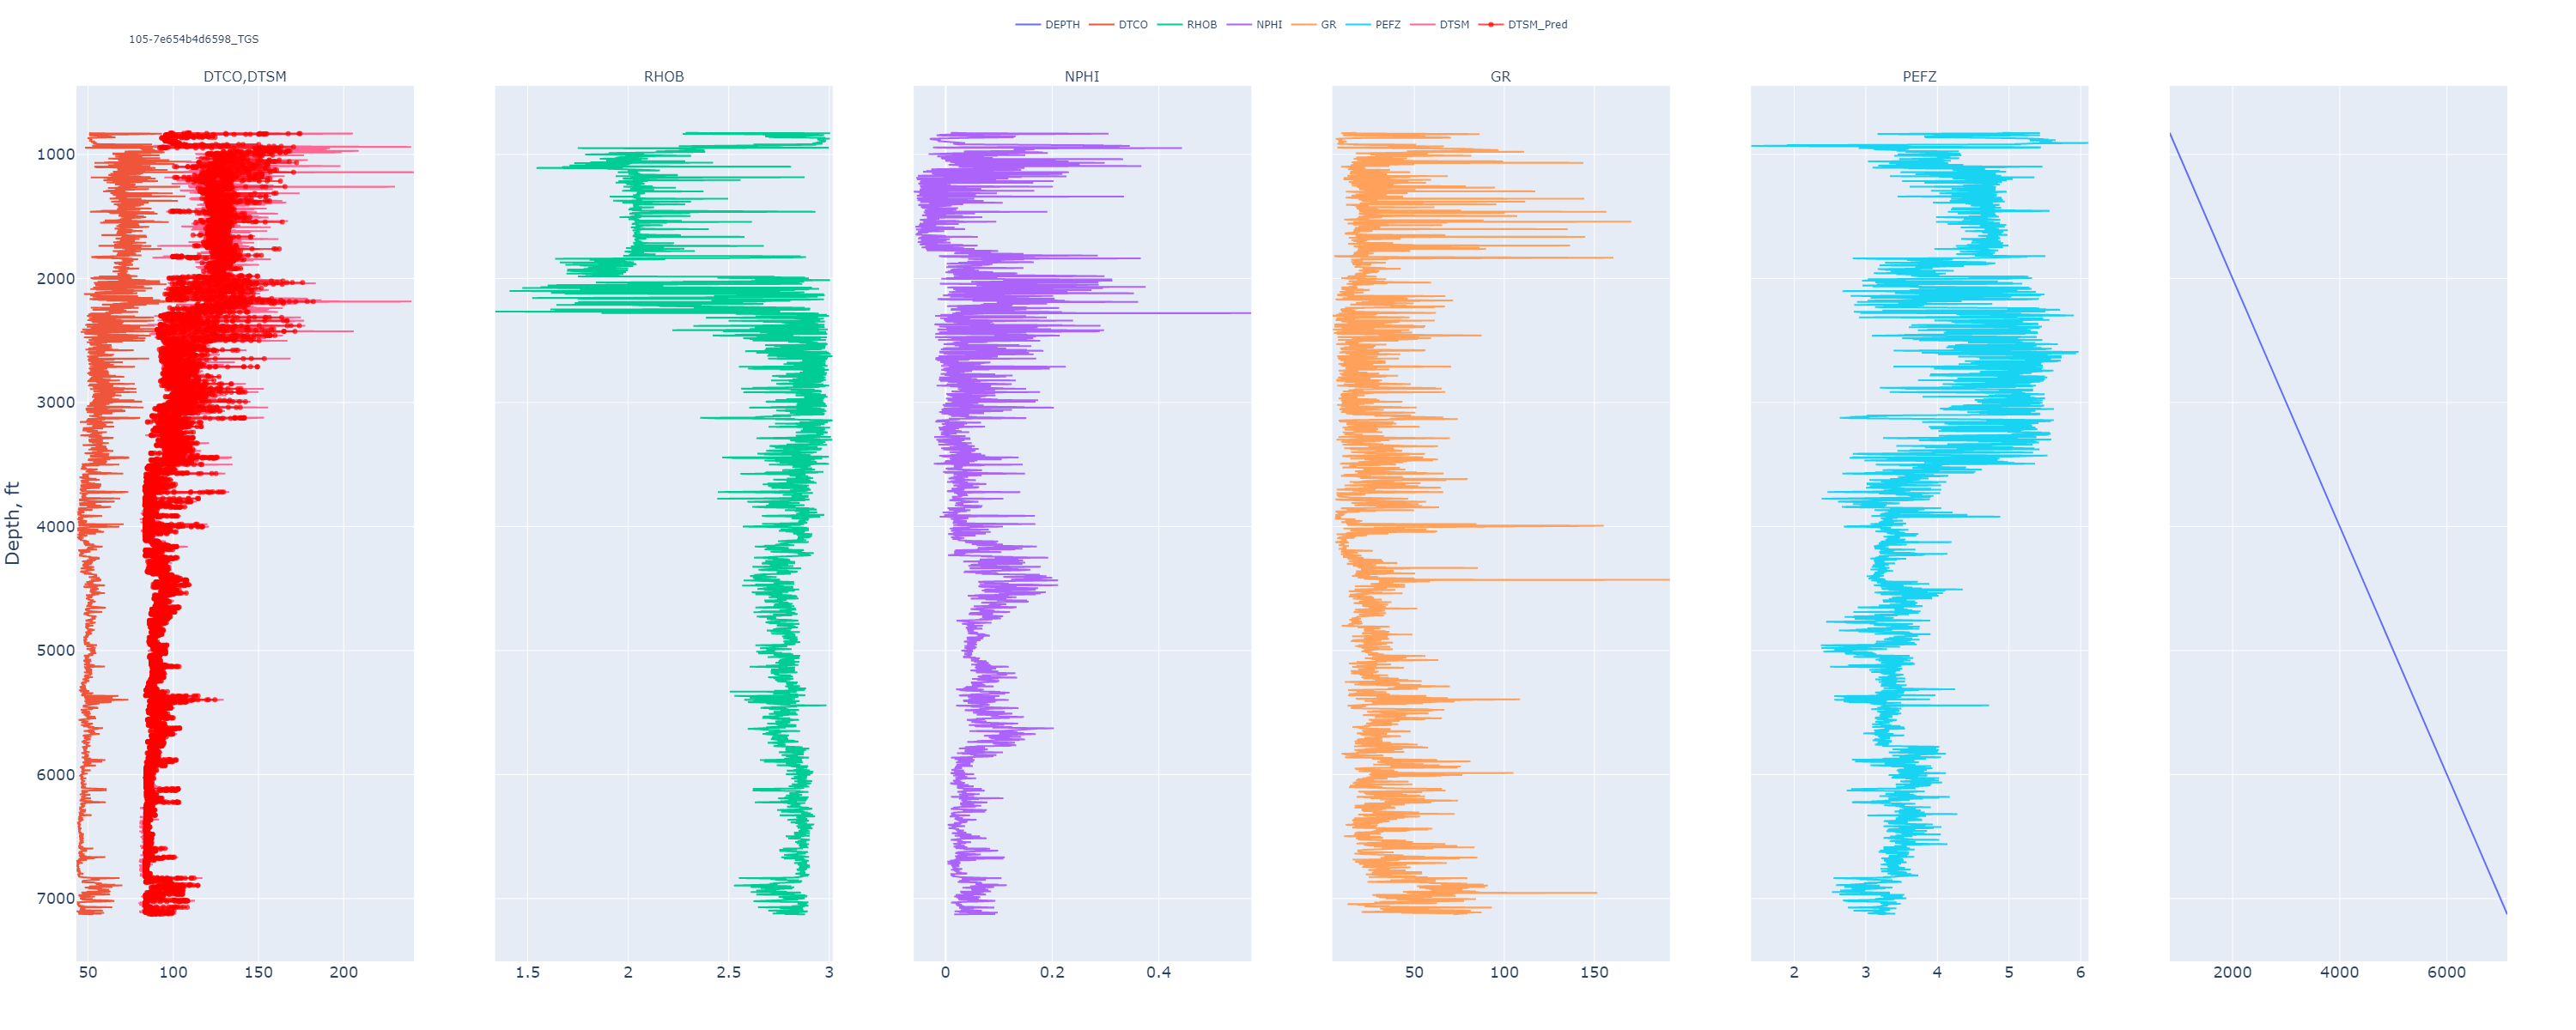 DEPTH DTCO RHOB NPHI GR PEFZ DTSM DTSM_Pred
105-7e654b4d6598_TGS
DTCO,DTSM RHOB NPHI GR PEFZ
Depth, ft
1000
2000
3000
4000
5000
6000
7000
50 100 150 200 1.5 2 2.5 3 0 0.2 0.4 50 100 150 2 3 4 5 6 2000 4000 6000